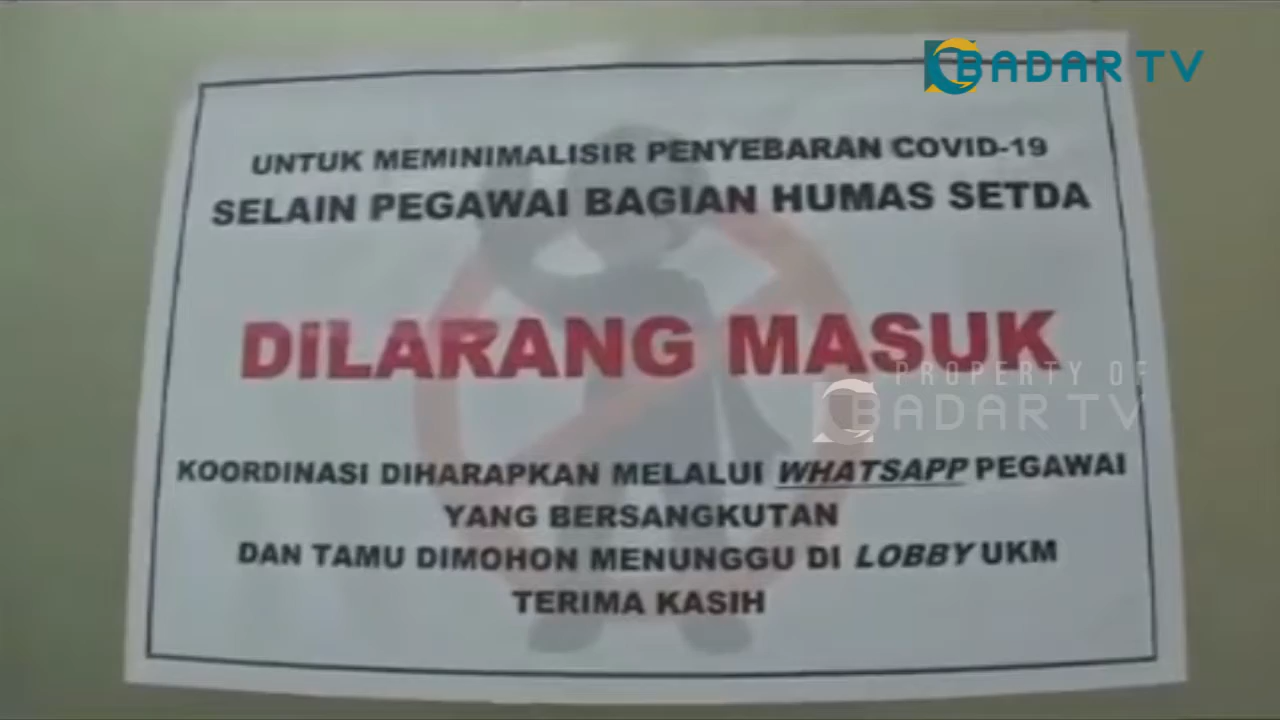 BADAR TV
UNTUK MEMINIMALISIR PENYEBARAN COVID-19
SELAIN PEGAWAI BAGIAN HUMAS SETDA
DILARANG MASUK
PROPERTY OF
BADAR TV
KOORDINASI DIHARAPKAN MELALUI WHATSAPP PEGAWAI
YANG BERSANGKUTAN
DAN TAMU DIMOHON MENUNGGU DI LOBBY UKM
TERIMA KASIH